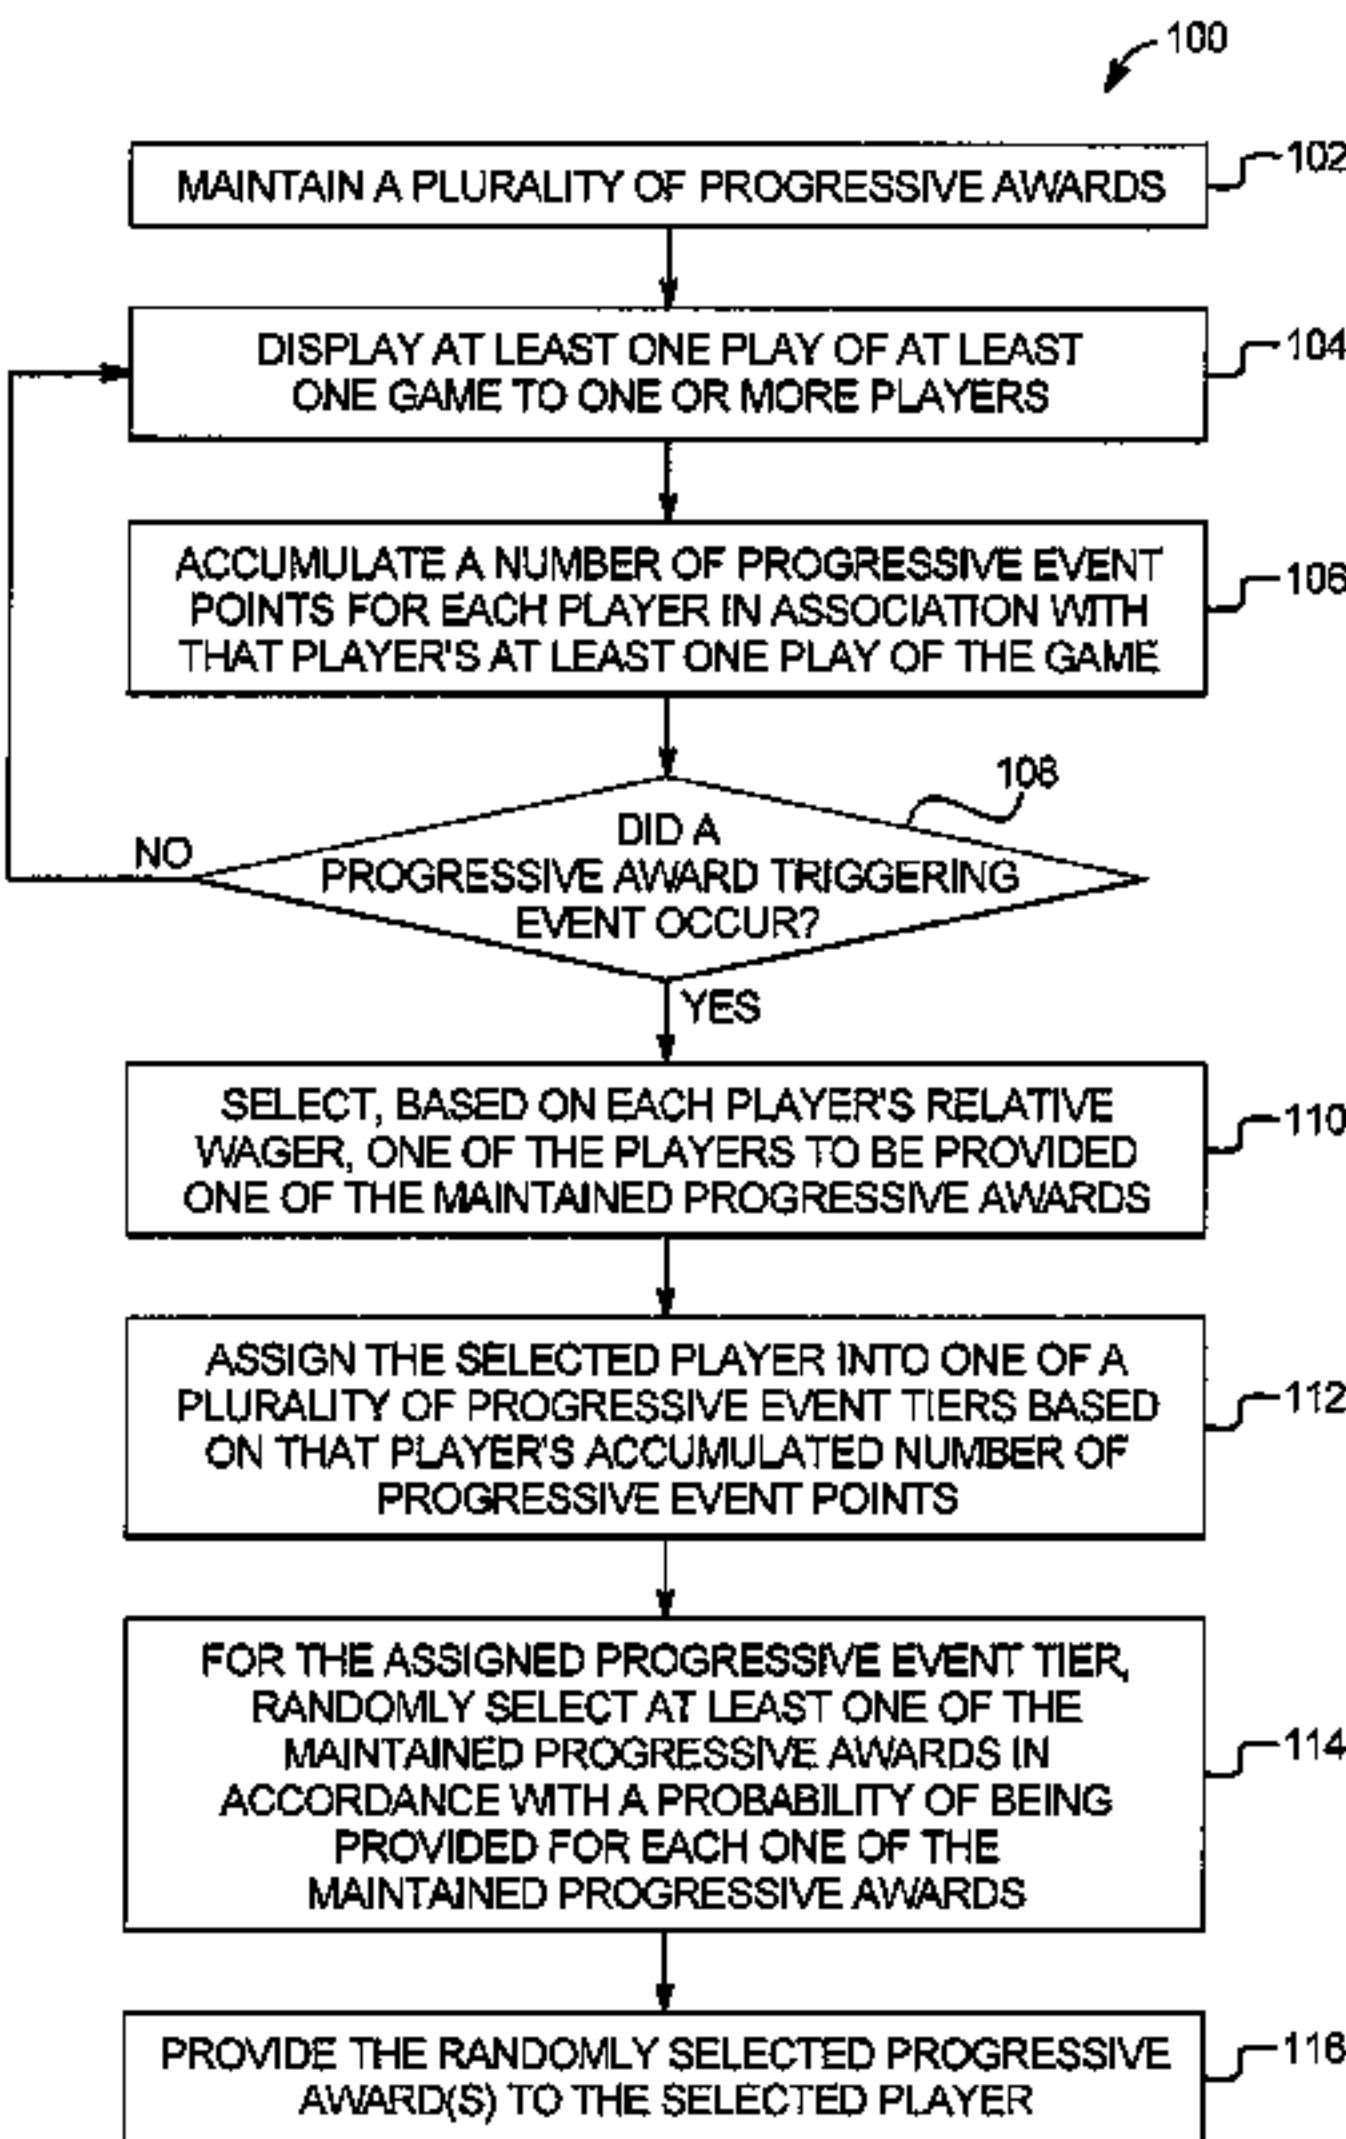 100
MAINTAIN A PLURALITY OF PROGRESSIVE AWARDS
102
DISPLAY AT LEAST ONE PLAY OF AT LEAST
ONE GAME TO ONE OR MORE PLAYERS
104
ACCUMULATE A NUMBER OF PROGRESSIVE EVENT
POINTS FOR EACH PLAYER IN ASSOCIATION WITH
THAT PLAYER'S AT LEAST ONE PLAY OF THE GAME
106
108
DID A
PROGRESSIVE AWARD TRIGGERING
EVENT OCCUR?
NO
YES
SELECT, BASED ON EACH PLAYER'S RELATIVE
WAGER, ONE OF THE PLAYERS TO BE PROVIDED
ONE OF THE MAINTAINED PROGRESSIVE AWARDS
110
ASSIGN THE SELECTED PLAYER INTO ONE OF A
PLURALITY OF PROGRESSIVE EVENT TIERS BASED
ON THAT PLAYER'S ACCUMULATED NUMBER OF
PROGRESSIVE EVENT POINTS
112
FOR THE ASSIGNED PROGRESSIVE EVENT TIER,
RANDOMLY SELECT AT LEAST ONE OF THE
MAINTAINED PROGRESSIVE AWARDS IN
ACCORDANCE WITH A PROBABILITY OF BEING
PROVIDED FOR EACH ONE OF THE
MAINTAINED PROGRESSIVE AWARDS
114
PROVIDE THE RANDOMLY SELECTED PROGRESSIVE
AWARD(S) TO THE SELECTED PLAYER
116